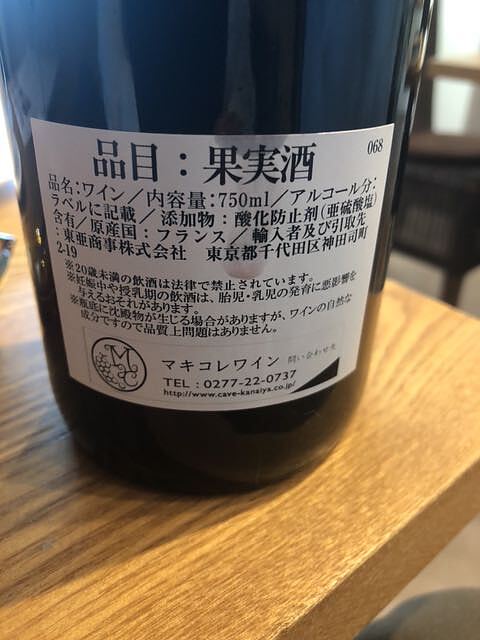 品目：果実酒
068
品名：ワイン／内容量：750ml／アルコール分：
ラベルに記載／添加物：酸化防止剤(亜硫酸塩)
含有／原産国：フランス／輸入者及び引取先
：東亜商事株式会社　東京都千代田区神田司町
2-19
※20歳未満の飲酒は法律で禁止されています。
※妊娠中や授乳期の飲酒は、胎児・乳児の発育に悪影響を
与えるおそれがあります。
※瓶底に沈殿物が生じる場合がありますが、ワインの自然な
成分ですので品質上問題はありません。
マキコレワイン 問い合わせ先
TEL：0277-22-0737
http://www.cave-kanaiya.co.jp/